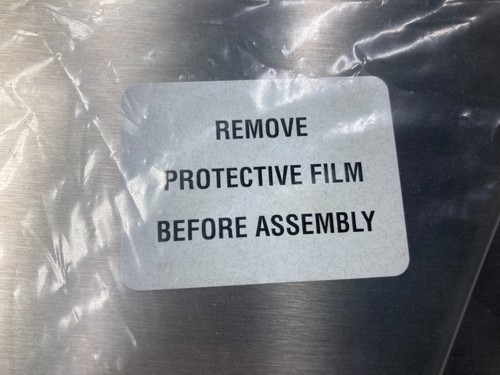 REMOVE
PROTECTIVE FILM
BEFORE ASSEMBLY